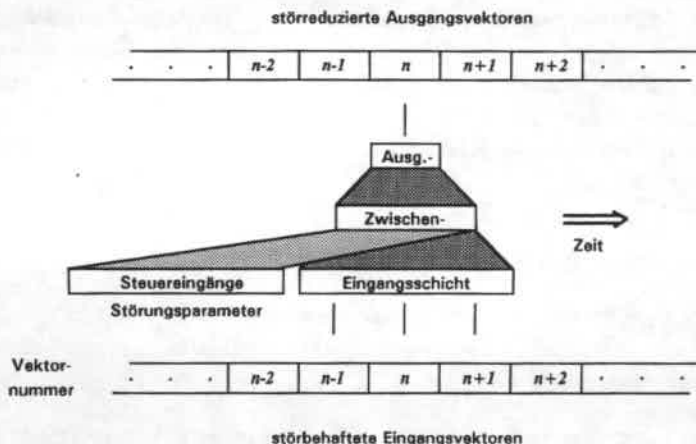 störreduzierte Ausgangsvektoren
. . . n-2 n-1 n n+1 n+2 . . .
Ausg.-
Zwischen-
Zeit
Steuereingänge Eingangsschicht
Störungsparameter
Vektor-
nummer
. . . n-2 n-1 n n+1 n+2 . . .
störbehaftete Eingangsvektoren